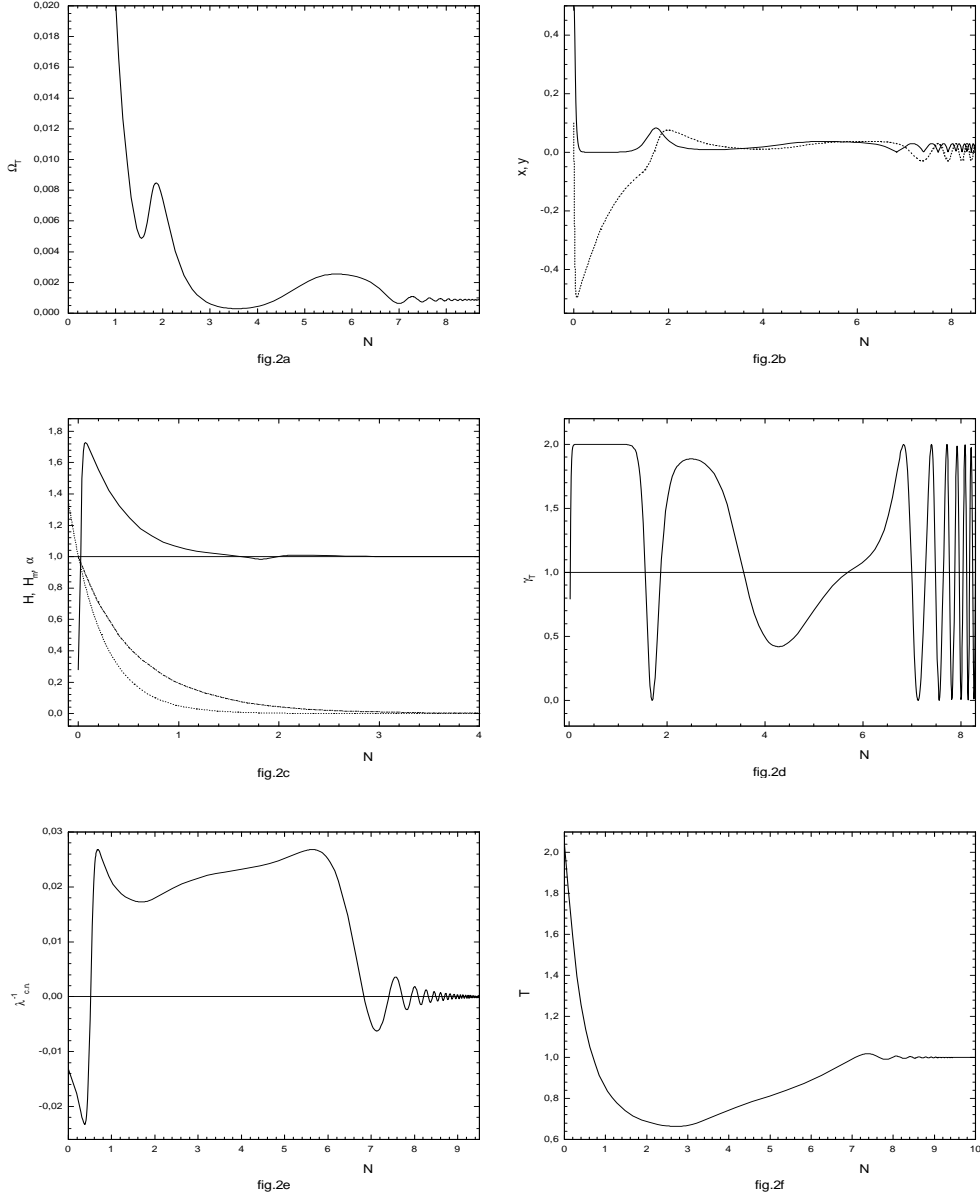 0,020
0,018
0,016
0,014
0,012
0,010
0,008
0,006
0,004
0,002
0,000
Ω_T
0 1 2 3 4 5 6 7 8
N
fig.2a
0,4
0,2
0,0
-0,2
-0,4
x, y
0 2 4 6 8
N
fig.2b
1,8
1,6
1,4
1,2
1,0
0,8
0,6
0,4
0,2
0,0
H, H_m, α
0 1 2 3 4
N
fig.2c
2,0
1,5
1,0
0,5
0,0
γ_T
0 2 4 6 8
N
fig.2d
0,03
0,02
0,01
0,00
-0,01
-0,02
λ^-1_c.n.
0 1 2 3 4 5 6 7 8 9
N
fig.2e
2,0
1,8
1,6
1,4
1,2
1,0
0,8
0,6
T
0 1 2 3 4 5 6 7 8 9 10
N
fig.2f